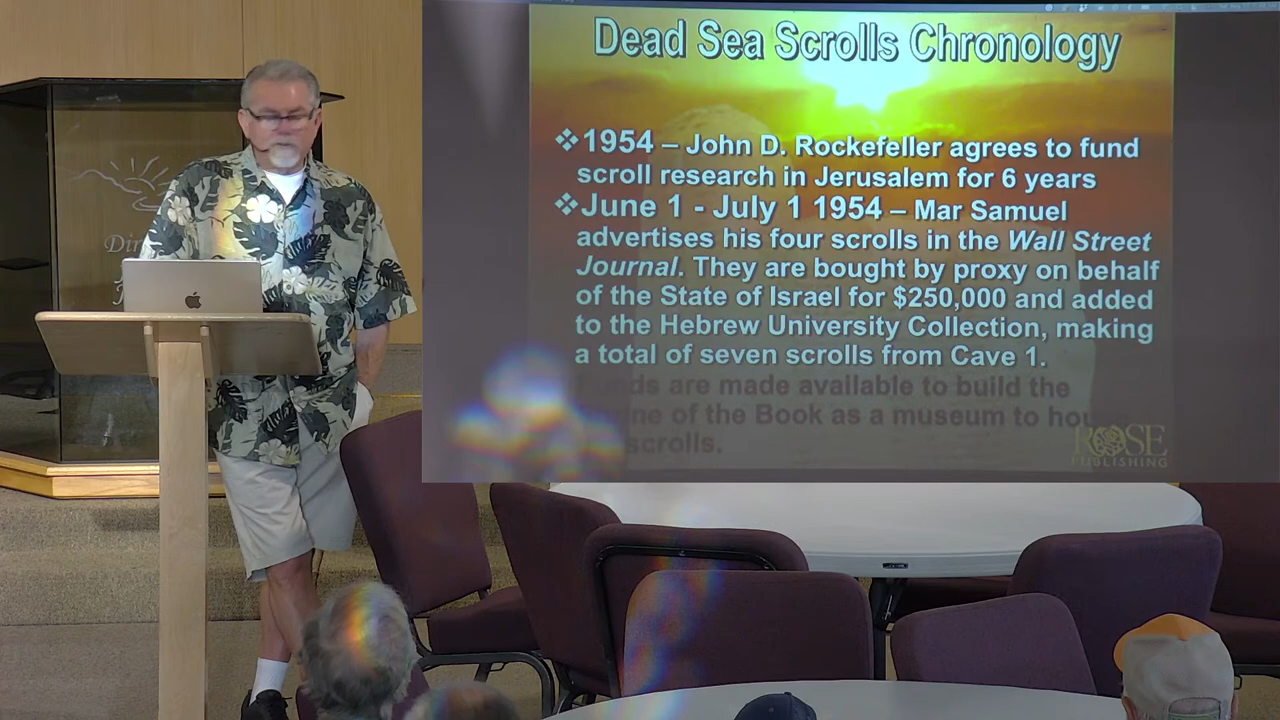 Dead Sea Scrolls Chronology
❖1954 – John D. Rockefeller agrees to fund
scroll research in Jerusalem for 6 years
❖June 1 - July 1 1954 – Mar Samuel
advertises his four scrolls in the Wall Street
Journal. They are bought by proxy on behalf
of the State of Israel for $250,000 and added
to the Hebrew University Collection, making
a total of seven scrolls from Cave 1.
are made available to build the
of the Book as a museum to
scrolls.
ROSE
PUBLISHING